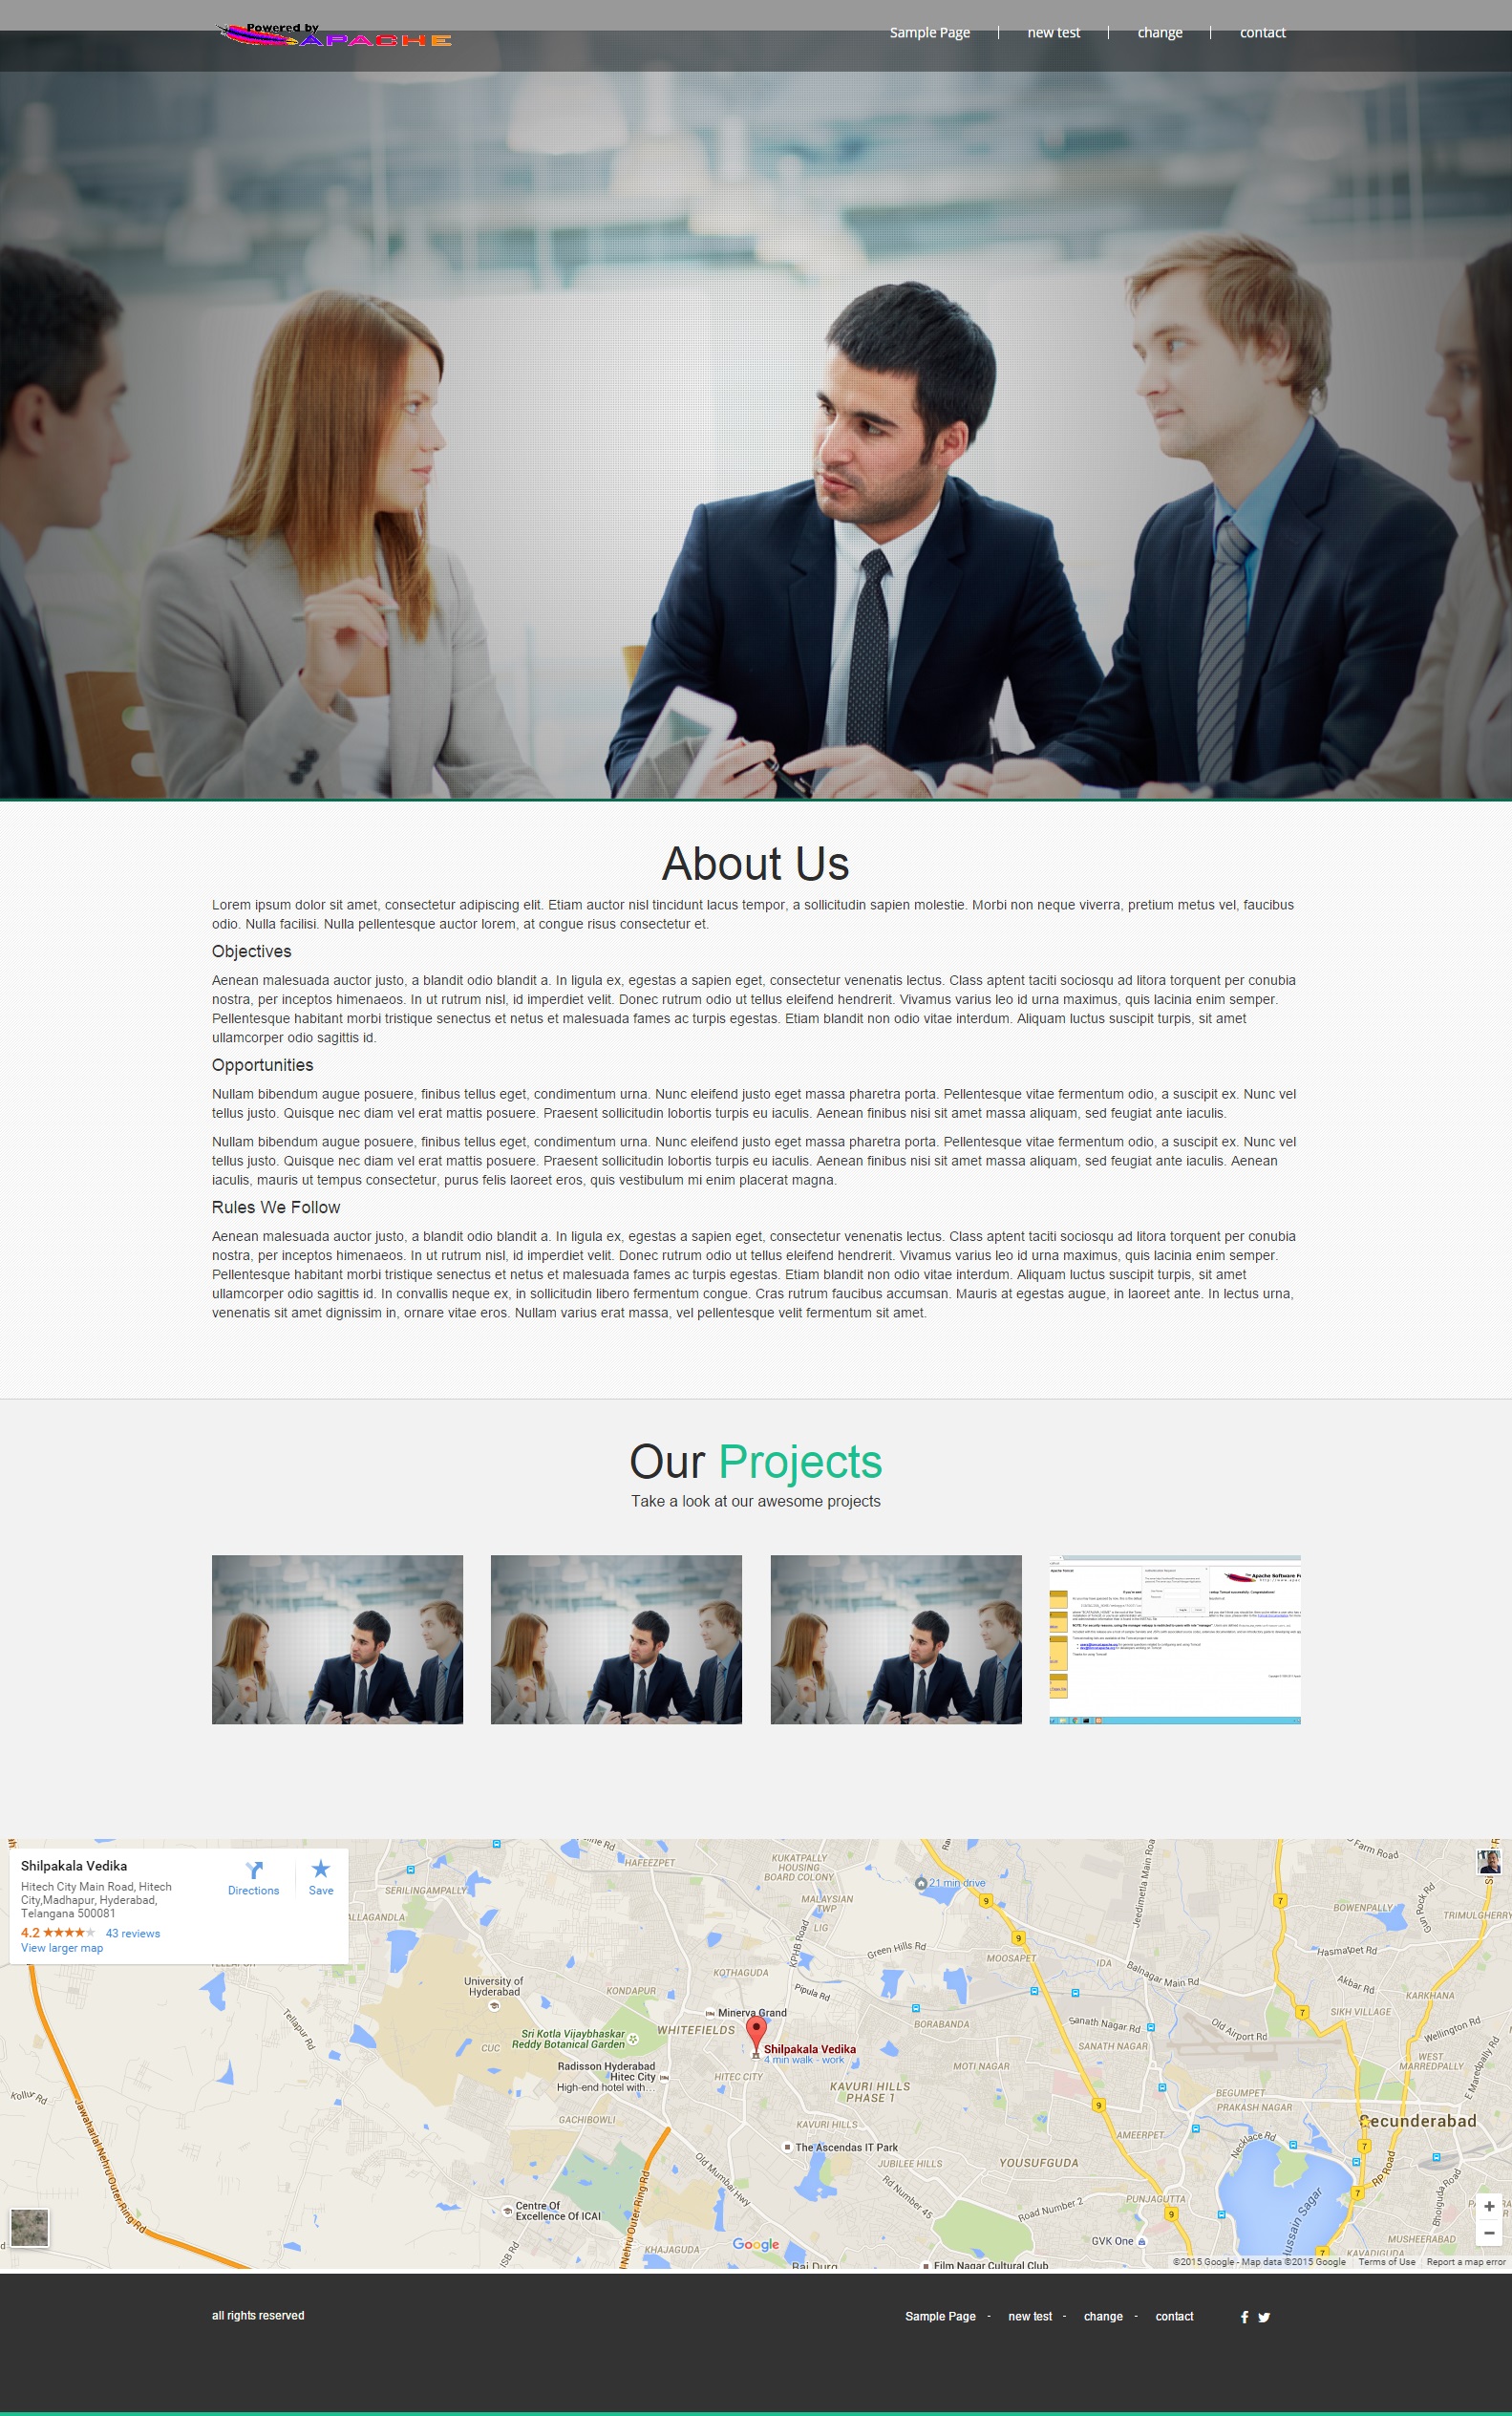 Powered by
APACHE
Sample Page
new test
change
contact
About Us
Lorem ipsum dolor sit amet, consectetur adipiscing elit. Etiam auctor nisl tincidunt lacus tempor, a sollicitudin sapien molestie. Morbi non neque viverra, pretium metus vel, faucibus
odio. Nulla facilisi. Nulla pellentesque auctor lorem, at congue risus consectetur et.
Objectives
Aenean malesuada auctor justo, a blandit odio blandit a. In ligula ex, egestas a sapien eget, consectetur venenatis lectus. Class aptent taciti sociosqu ad litora torquent per conubia
nostra, per inceptos himenaeos. In ut rutrum nisl, id imperdiet velit. Donec rutrum odio ut tellus eleifend hendrerit. Vivamus varius leo id urna maximus, quis lacinia enim semper.
Pellentesque habitant morbi tristique senectus et netus et malesuada fames ac turpis egestas. Etiam blandit non odio vitae interdum. Aliquam luctus suscipit turpis, sit amet
ullamcorper odio sagittis id.
Opportunities
Nullam bibendum augue posuere, finibus tellus eget, condimentum urna. Nunc eleifend justo eget massa pharetra porta. Pellentesque vitae fermentum odio, a suscipit ex. Nunc vel
tellus justo. Quisque nec diam vel erat mattis posuere. Praesent sollicitudin lobortis turpis eu iaculis. Aenean finibus nisi sit amet massa aliquam, sed feugiat ante iaculis.
Nullam bibendum augue posuere, finibus tellus eget, condimentum urna. Nunc eleifend justo eget massa pharetra porta. Pellentesque vitae fermentum odio, a suscipit ex. Nunc vel
tellus justo. Quisque nec diam vel erat mattis posuere. Praesent sollicitudin lobortis turpis eu iaculis. Aenean finibus nisi sit amet massa aliquam, sed feugiat ante iaculis. Aenean
iaculis, mauris ut tempus consectetur, purus felis laoreet eros, quis vestibulum mi enim placerat magna.
Rules We Follow
Aenean malesuada auctor justo, a blandit odio blandit a. In ligula ex, egestas a sapien eget, consectetur venenatis lectus. Class aptent taciti sociosqu ad litora torquent per conubia
nostra, per inceptos himenaeos. In ut rutrum nisl, id imperdiet velit. Donec rutrum odio ut tellus eleifend hendrerit. Vivamus varius leo id urna maximus, quis lacinia enim semper.
Pellentesque habitant morbi tristique senectus et netus et malesuada fames ac turpis egestas. Etiam blandit non odio vitae interdum. Aliquam luctus suscipit turpis, sit amet
ullamcorper odio sagittis id. In convallis neque ex, in sollicitudin libero fermentum congue. Cras rutrum faucibus accumsan. Mauris at egestas augue, in laoreet ante. In lectus urna,
venenatis sit amet dignissim in, ornare vitae eros. Nullam varius erat massa, vel pellentesque velit fermentum sit amet.
Our Projects
Take a look at our awesome projects
Shilpakala Vedika
Hitech City Main Road, Hitech
City,Madhapur, Hyderabad,
Telangana 500081
4.2
43 reviews
View larger map
Directions
Save
HAFEEZPET
SERILINGAMPALLY
KUKATPALLY
HOUSING
BOARD COLONY
MALAYSIAN
TWP
LIG
KPHB Road
21 min drive
9
Jeedimetla Main Road
7
Farm Road
BOWENPALLY
Gun Rock Rd
TRIMULGHERRY
Hasmatpet Rd
Akbar Rd
Green Hills Rd
MOOSAPET
IDA
Balnagar Main Rd
KARKHANA
SIKH VILLAGE
Wellington Rd
Old Airport Rd
Sanath Nagar Rd
SANATH NAGAR
WEST
MARREDPALLY
E Maredpally Rd
Tellapur Rd
University of
Hyderabad
KONDAPUR
KOTHAGUDA
Pipula Rd
Minerva Grand
WHITEFIELDS
BORABANDA
Sri Kotla Vijaybhaskar
Reddy Botanical Garden
CUC
Shilpakala Vedika
4 min walk - work
Radisson Hyderabad
Hitec City
High-end hotel with...
HITEC CITY
MOTI NAGAR
KAVURI HILLS
PHASE 1
BEGUMPET
PRAKASH NAGAR
Secunderabad
Kollur Rd
Jawaharlal Nehru Outer Ring Rd
GACHIBOWLI
KAVURI HILLS
The Ascendas IT Park
AMEERPET
Necklace Rd
JUBILEE HILLS
YOUSUFGUDA
Old Mumbai Hwy
Rd Number 45
Road Number 2
PUNJAGUTTA
RP Road
Bhoiguda Road
Centre Of
Excellence Of ICAI
Nehru Outer Ring Rd
ISB Rd
KHAJAGUDA
Google
GVK One
MUSHEERABAD
KAVADIGUDA
Film Nagar Cultural Club
©2015 Google - Map data ©2015 Google
Terms of Use
Report a map error
all rights reserved
Sample Page -
new test -
change -
contact